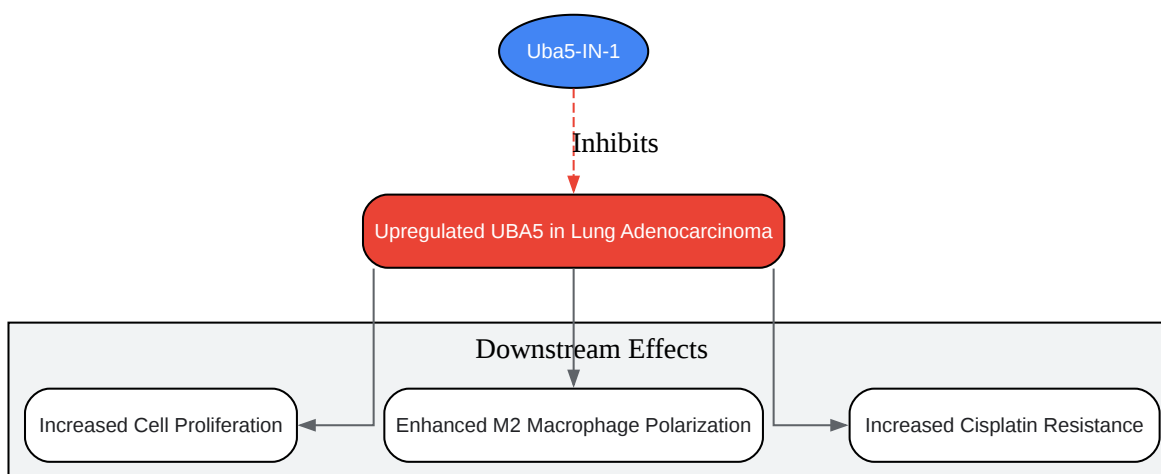 Uba5-IN-1
Inhibits
Upregulated UBA5 in Lung Adenocarcinoma
Downstream Effects
Increased Cell Proliferation
Enhanced M2 Macrophage Polarization
Increased Cisplatin Resistance